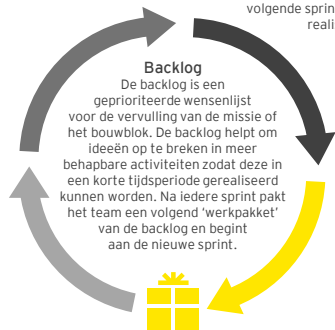 volgende sprin
reali
Backlog
De backlog is een
geprioriteerde wensenlijst
voor de vervulling van de missie of
het bouwblok. De backlog helpt om
ideeën op te breken in meer
behapbare activiteiten zodat deze in
een korte tijdsperiode gerealiseerd
kunnen worden. Na iedere sprint pakt
het team een volgend ‘werkpakket’
van de backlog en begint
aan de nieuwe sprint.